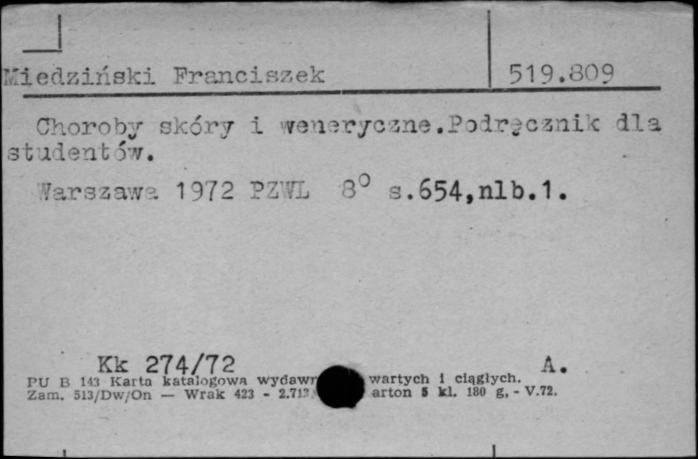 Miedziński Franciszek 519.809
Choroby skóry i weneryczne.Podręcznik dla
studentów.
Warszawa 1972 PZWL 8° s.654,nlb.1.
Kk 274/72 A.
PU B 143 Karta katalogowa wydawn wartych i ciągłych.
Zam. 513/Dw/On — Wrak 423 - 2.713 arton 5 kl. 180 g. - V.72.